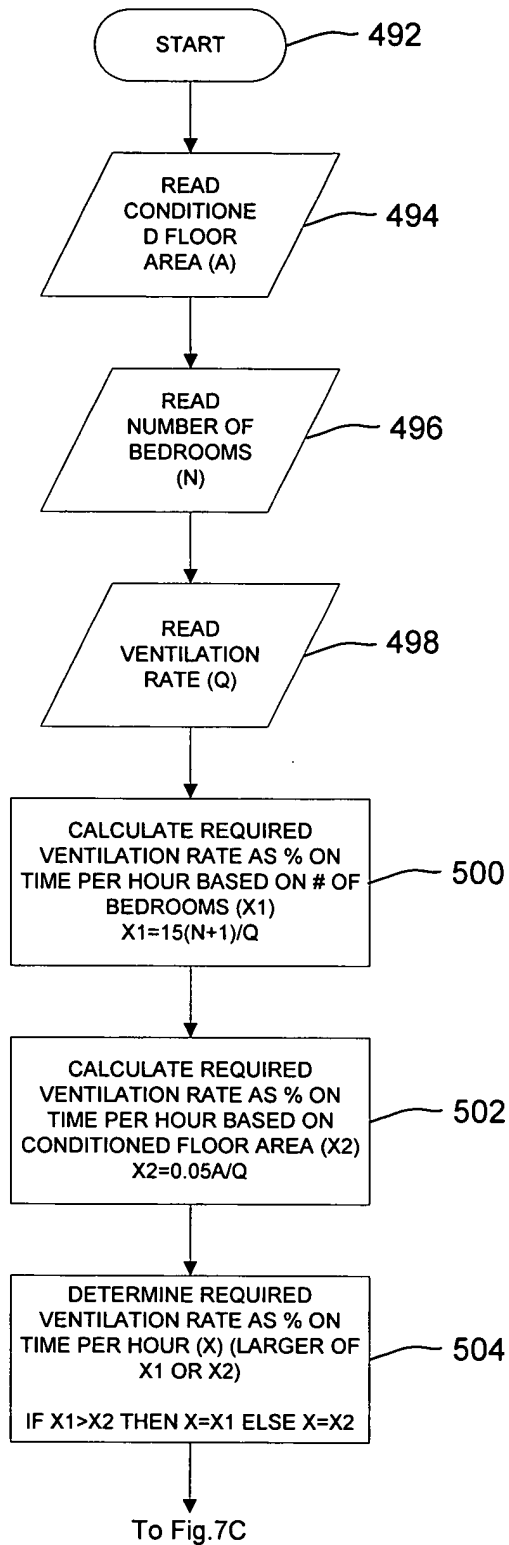 START
492
READ
CONDITIONE
D FLOOR
AREA (A)
494
READ
NUMBER OF
BEDROOMS
(N)
496
READ
VENTILATION
RATE (Q)
498
CALCULATE REQUIRED
VENTILATION RATE AS % ON
TIME PER HOUR BASED ON # OF
BEDROOMS (X1)
X1=15(N+1)/Q
500
CALCULATE REQUIRED
VENTILATION RATE AS % ON
TIME PER HOUR BASED ON
CONDITIONED FLOOR AREA (X2)
X2=0.05A/Q
502
DETERMINE REQUIRED
VENTILATION RATE AS % ON
TIME PER HOUR (X) (LARGER OF
X1 OR X2)
IF X1>X2 THEN X=X1 ELSE X=X2
504
To Fig.7C